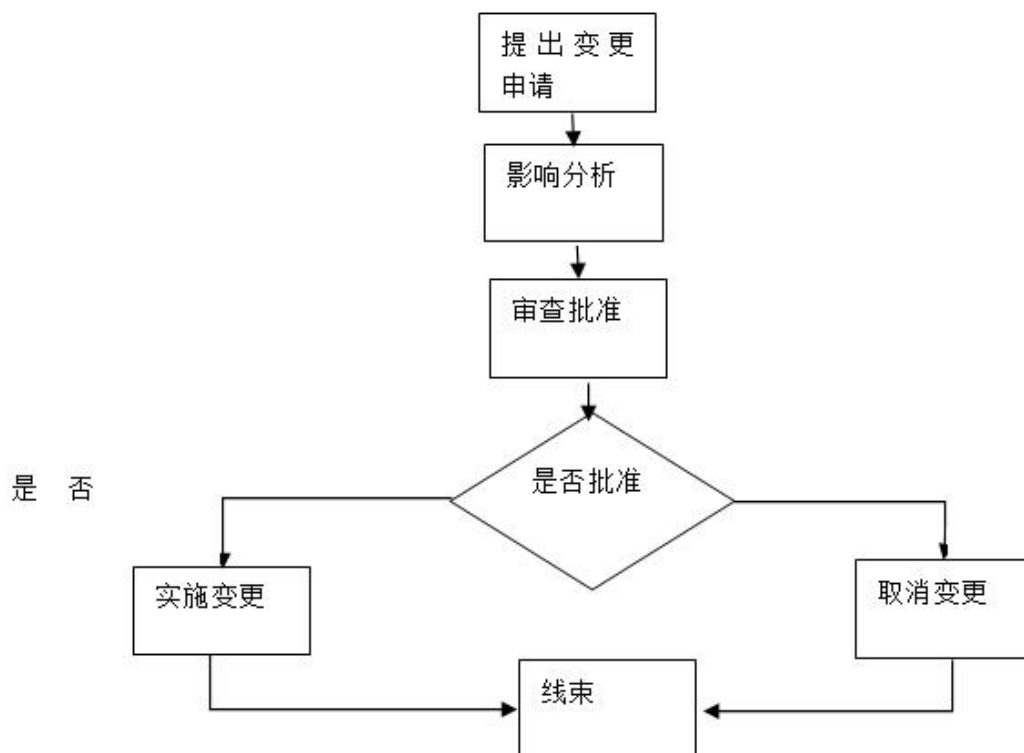 提出变更
申请
影响分析
审查批准
是否批准
是 否
实施变更
取消变更
线束